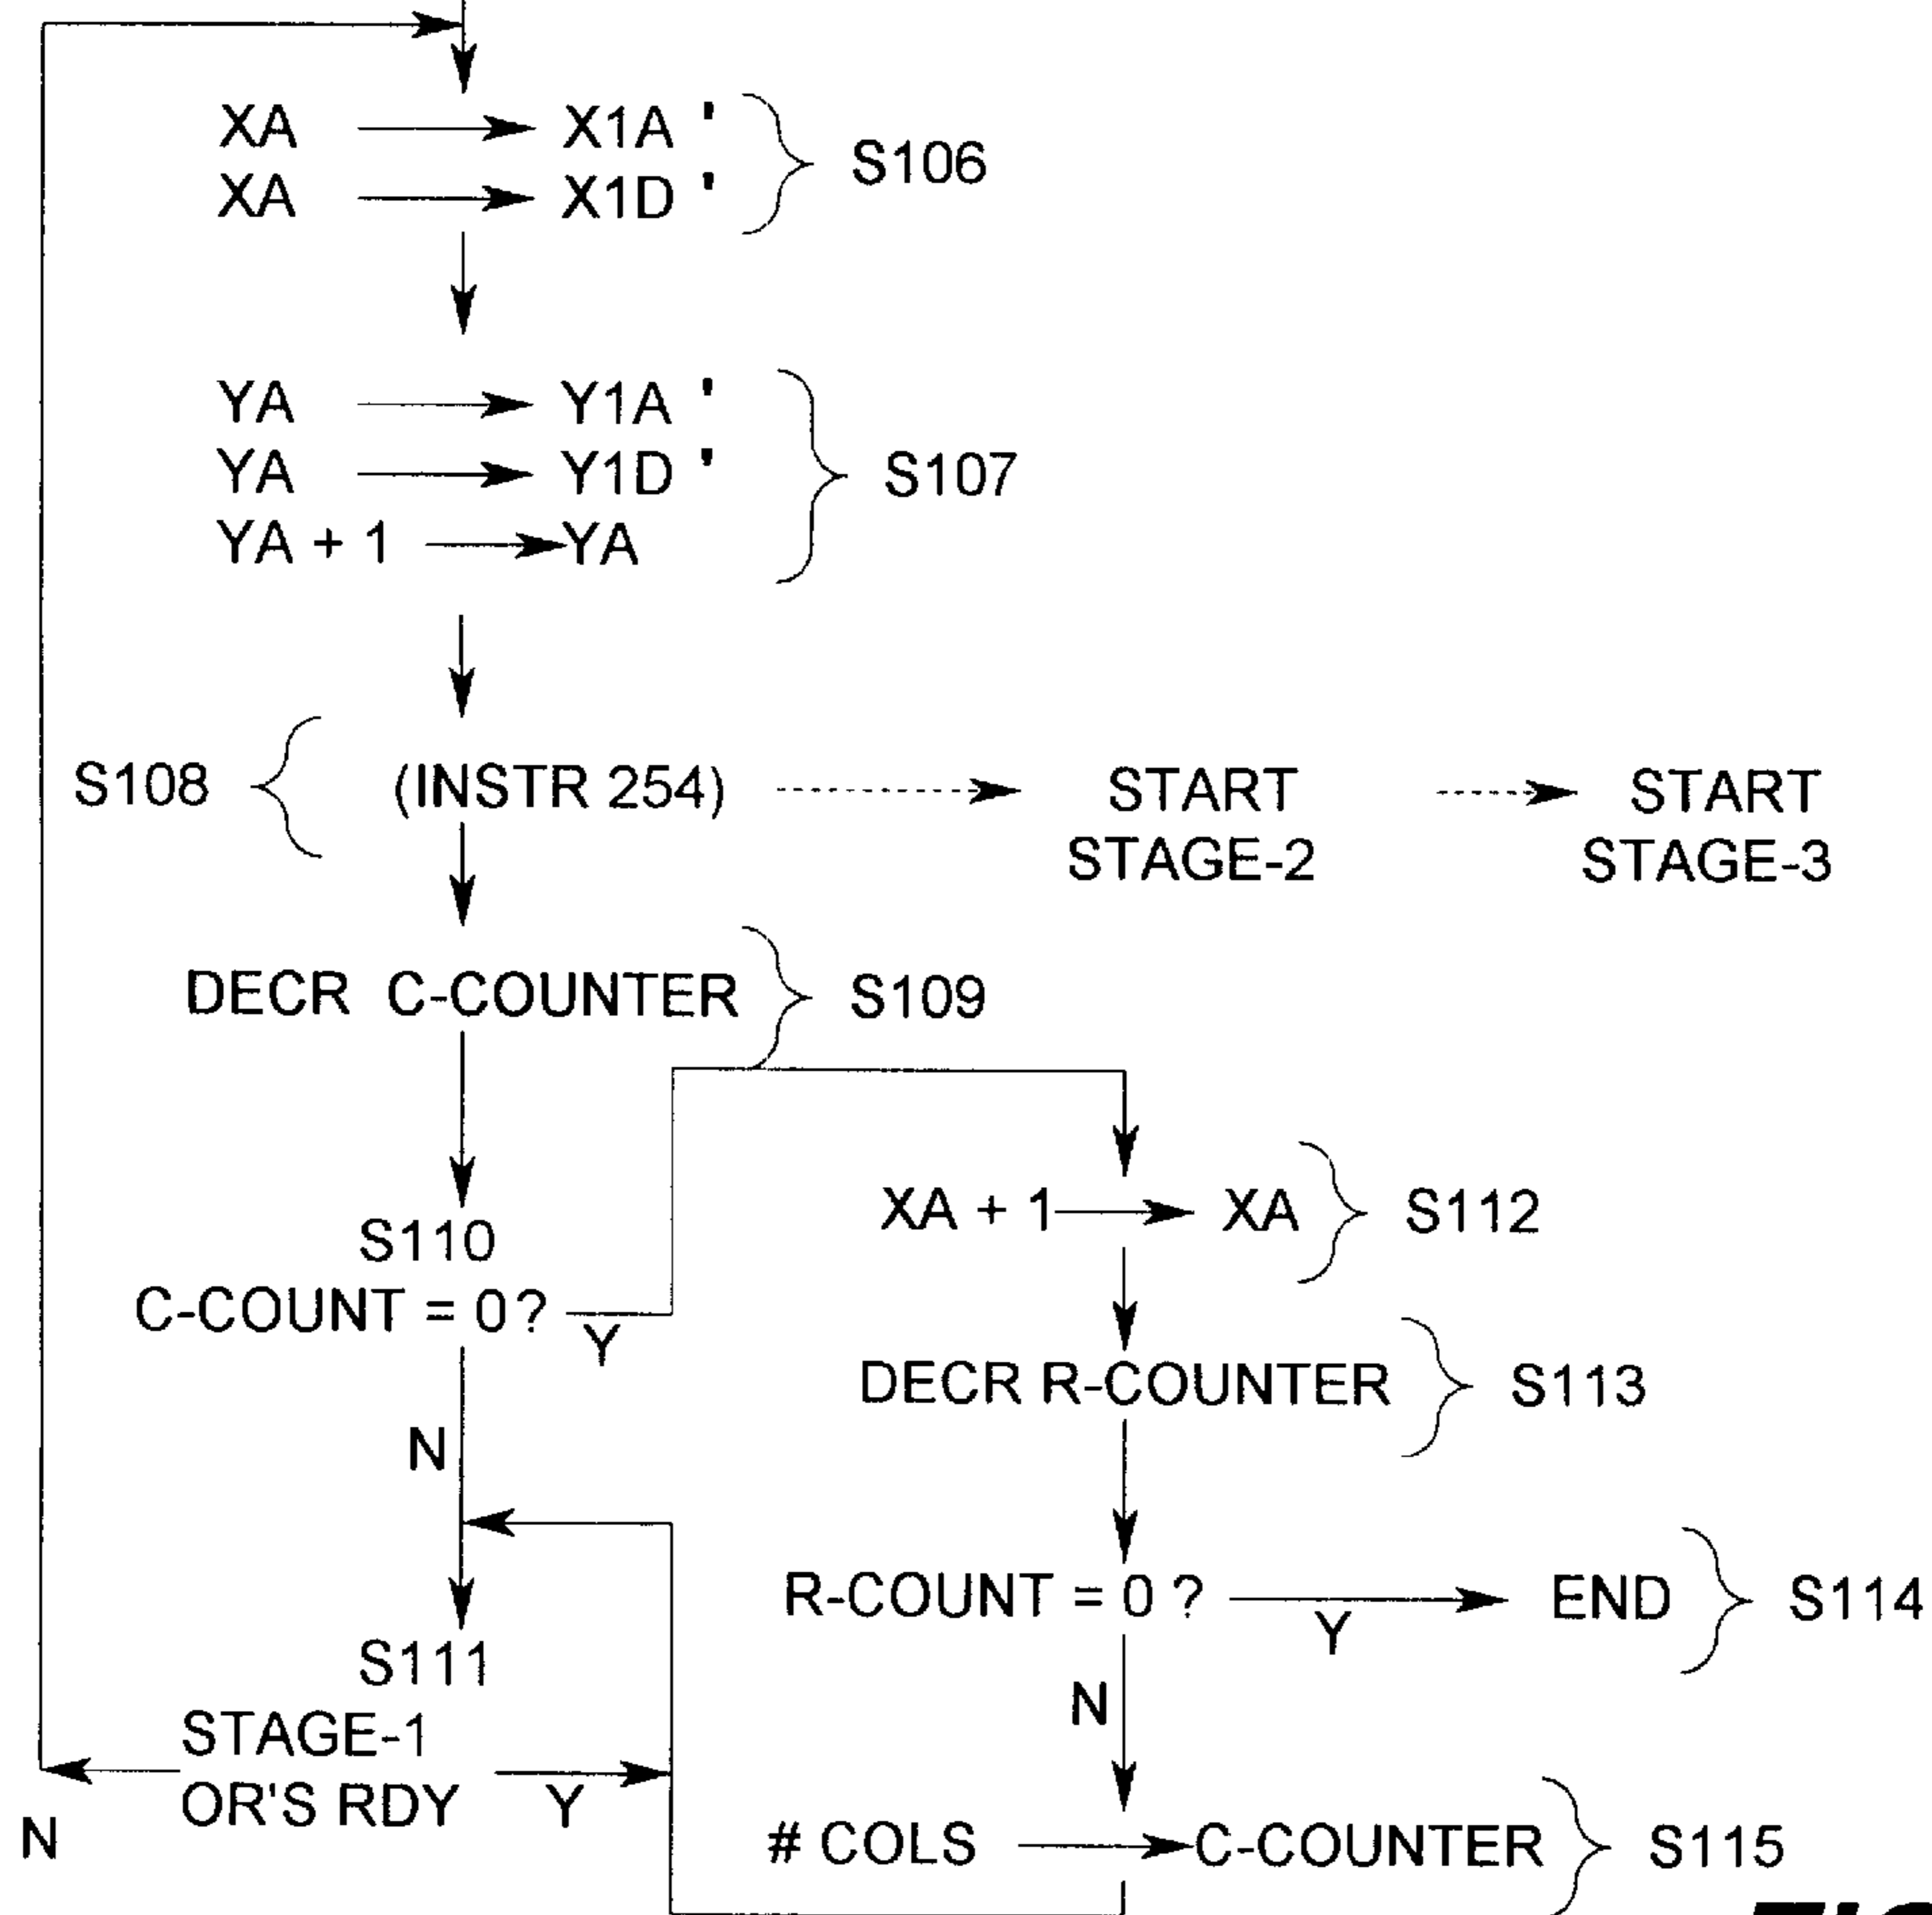 XA X1A '
XA X1D '
S106
YA Y1A '
YA Y1D '
YA + 1 YA
S107
S108
(INSTR 254)
START
STAGE-2
START
STAGE-3
DECR C-COUNTER
S109
S110
C-COUNT = 0?
Y
N
XA + 1 XA
S112
DECR R-COUNTER
S113
R-COUNT = 0 ?
Y
END
S114
N
S111
STAGE-1
OR'S RDY
Y
N
# COLS C-COUNTER
S115